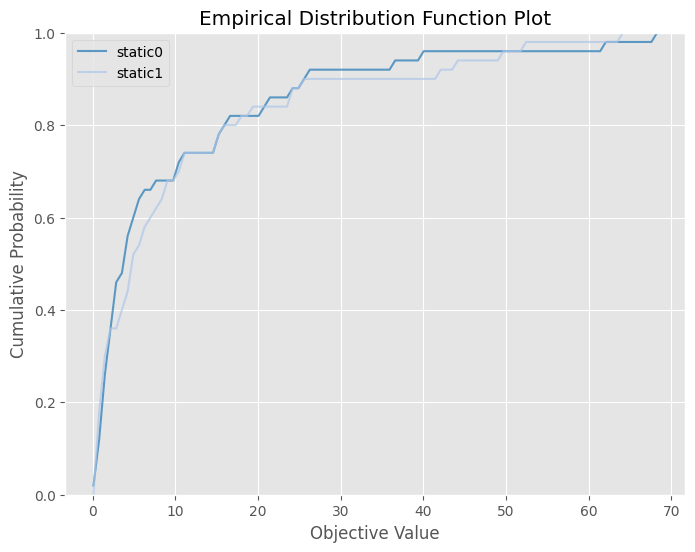 Empirical Distribution Function Plot
static0
static1
Cumulative Probability
1.0
0.8
0.6
0.4
0.2
0.0
0 10 20 30 40 50 60 70
Objective Value